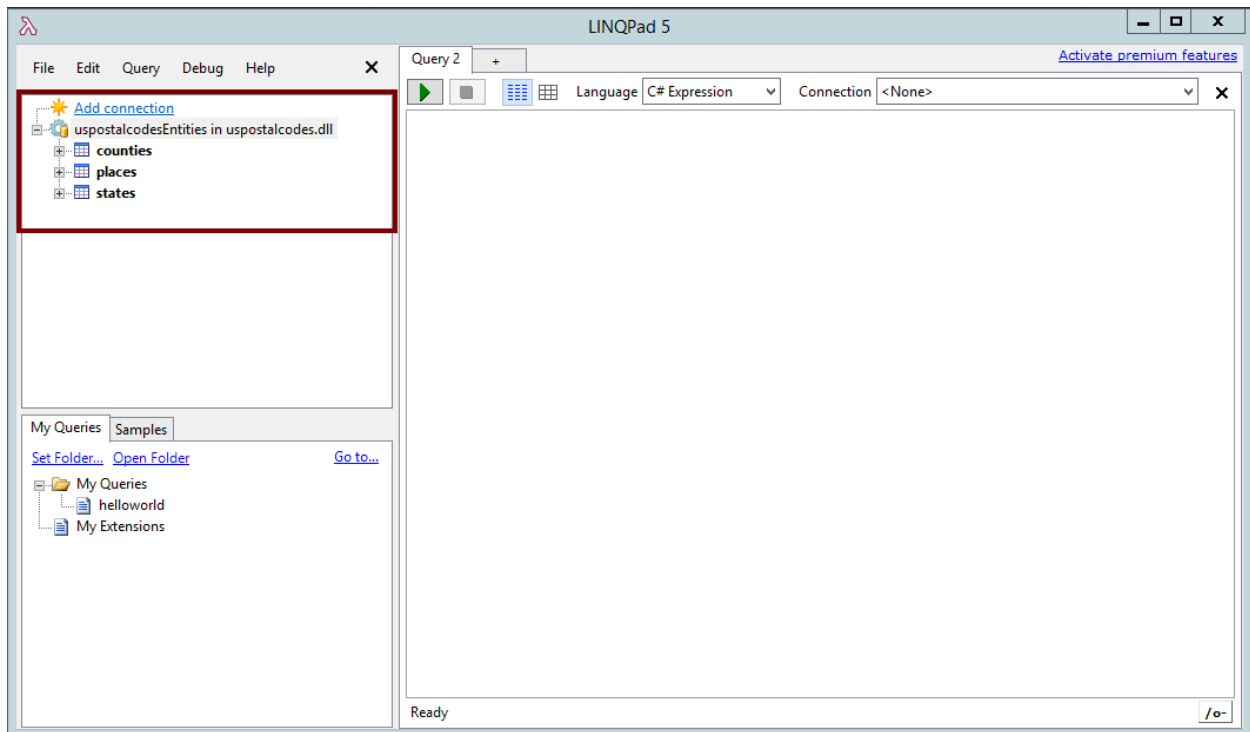 LINQPad 5
File Edit Query Debug Help
Add connection
uspostalcodesEntities in uspostalcodes.dll
counties
places
states
My Queries Samples
Set Folder... Open Folder Go to...
My Queries
helloworld
My Extensions
Query 2 +
Activate premium features
Language C# Expression Connection <None>
Ready /o-